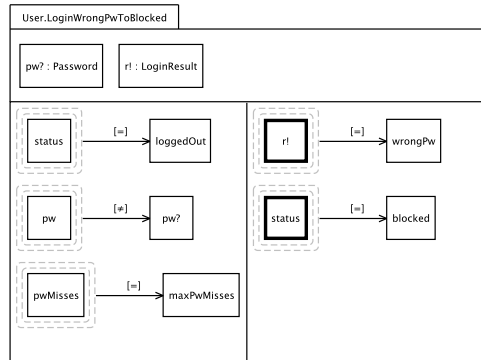 User.LoginWrongPwToBlocked
pw? : Password
r! : LoginResult
status
[=]
loggedOut
pw
[≠]
pw?
pwMisses
[=]
maxPwMisses
r!
[=]
wrongPw
status
[=]
blocked